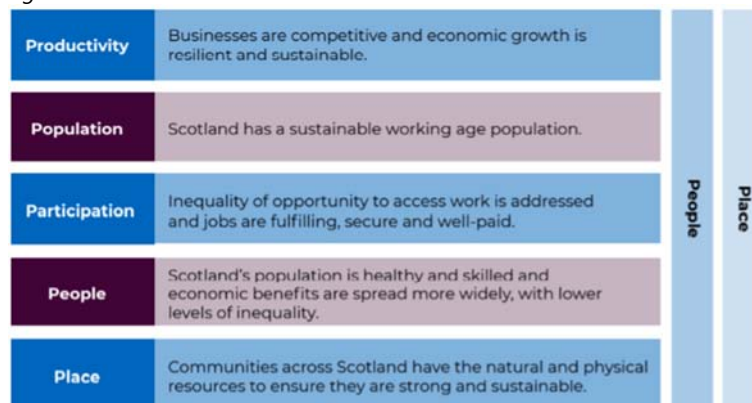 Productivity
Businesses are competitive and economic growth is
resilient and sustainable.
Population
Scotland has a sustainable working age population.
Participation
Inequality of opportunity to access work is addressed
and jobs are fulfilling, secure and well-paid.
People
Scotland's population is healthy and skilled and
economic benefits are spread more widely, with lower
levels of inequality.
Place
Communities across Scotland have the natural and physical
resources to ensure they are strong and sustainable.
People
Place